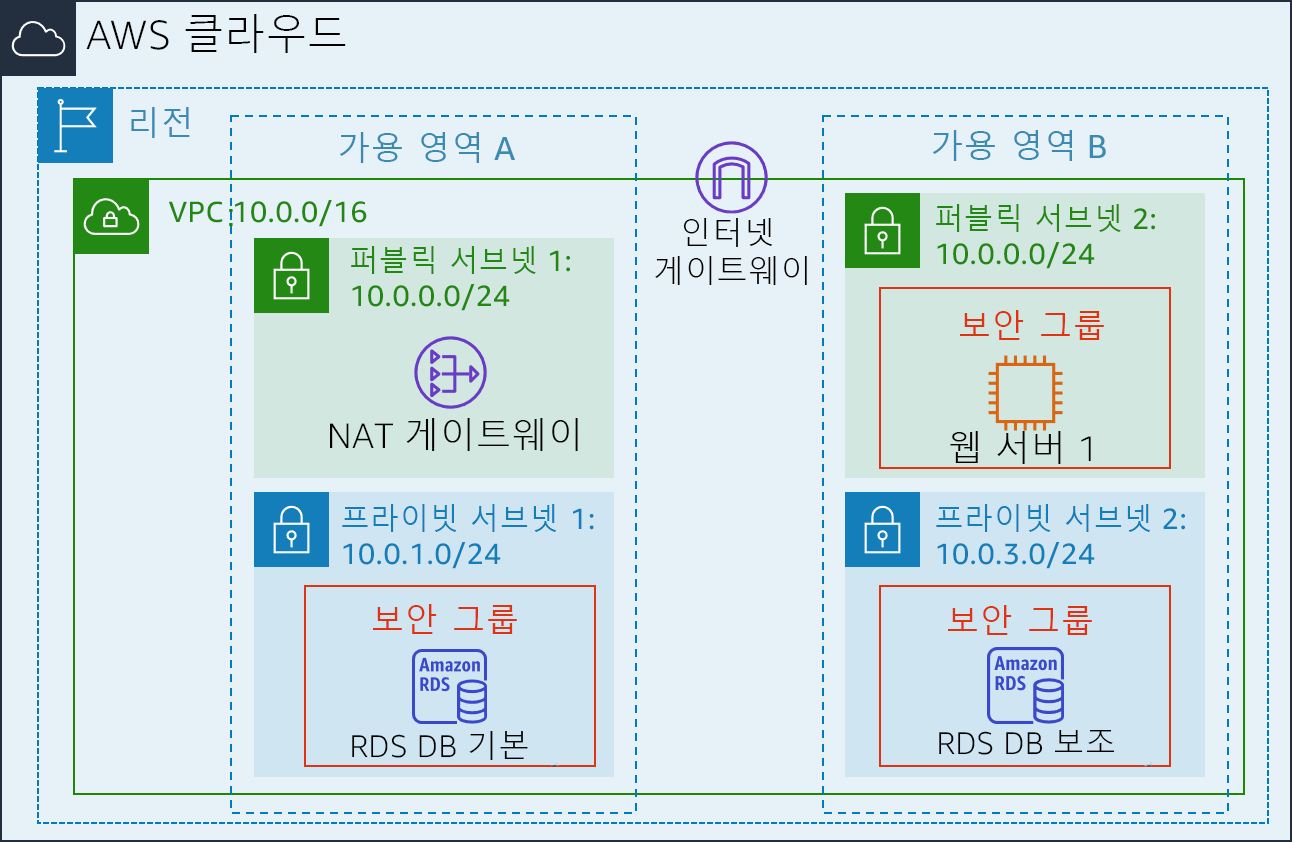 AWS 클라우드
리전
가용 영역 A
가용 영역 B
VPC:10.0.0/16
인터넷
게이트웨이
퍼블릭 서브넷 1:
10.0.0.0/24
NAT 게이트웨이
퍼블릭 서브넷 2:
10.0.0.0/24
보안 그룹
웹 서버 1
프라이빗 서브넷 1:
10.0.1.0/24
보안 그룹
Amazon
RDS
RDS DB 기본
프라이빗 서브넷 2:
10.0.3.0/24
보안 그룹
Amazon
RDS
RDS DB 보조